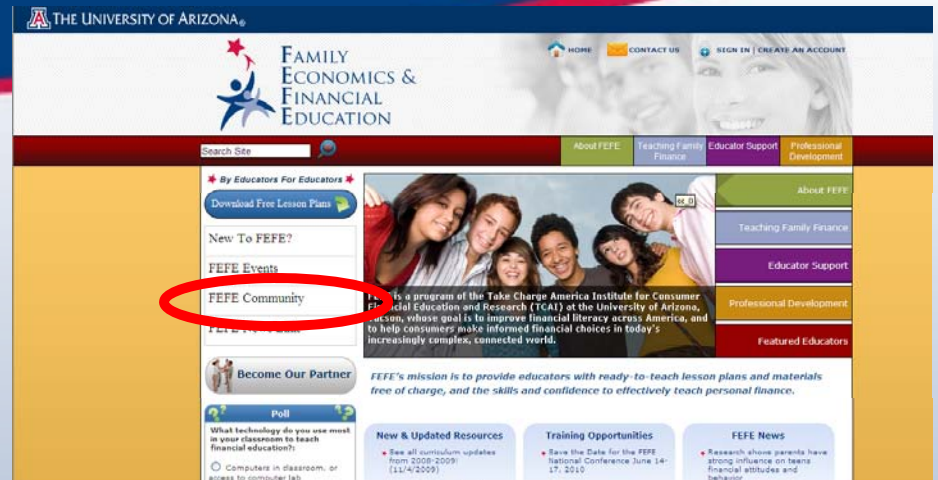 THE UNIVERSITY OF ARIZONA®
FAMILY
ECONOMICS &
FINANCIAL
EDUCATION
HOME
CONTACT US
SIGN IN | CREATE AN ACCOUNT
Search Site
About FEFE
Teaching Family
Finance
Educator Support
Professional
Development
By Educators For Educators
Download Free Lesson Plans
New To FEFE?
FEFE Events
FEFE Community
Become Our Partner
About FEFE
Teaching Family Finance
Educator Support
Professional Development
Featured Educators
is a program of the Take Charge America Institute for Consumer
Financial Education and Research (TCAI) at the University of Arizona,
Tucson, whose goal is to improve financial literacy across America, and
to help consumers make informed financial choices in today's
increasingly complex, connected world.
FEFE's mission is to provide educators with ready-to-teach lesson plans and materials
free of charge, and the skills and confidence to effectively teach personal finance.
Poll
What technology do you use most
in your classroom to teach
financial education?:
Computers in classroom, or
access to computer lab
New & Updated Resources
See all curriculum updates
from 2008-2009!
(11/4/2009)
Training Opportunities
Save the Date for the FEFE
National Conference June 14-
17, 2010
FEFE News
Research shows parents have
strong influence on teens
financial attitudes and
behavior